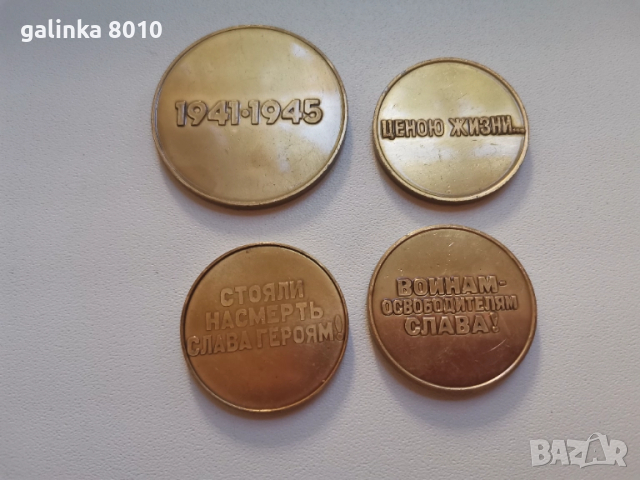 galinka 8010
1941·1945
ЦЕНОЮ ЖИЗНИ...
СТОЯЛИ
НАСМЕРТЬ
СЛАВА ГЕРОЯМ!
ВОИНАМ-
ОСВОБОДИТЕЛЯМ
СЛАВА!
BAZAR